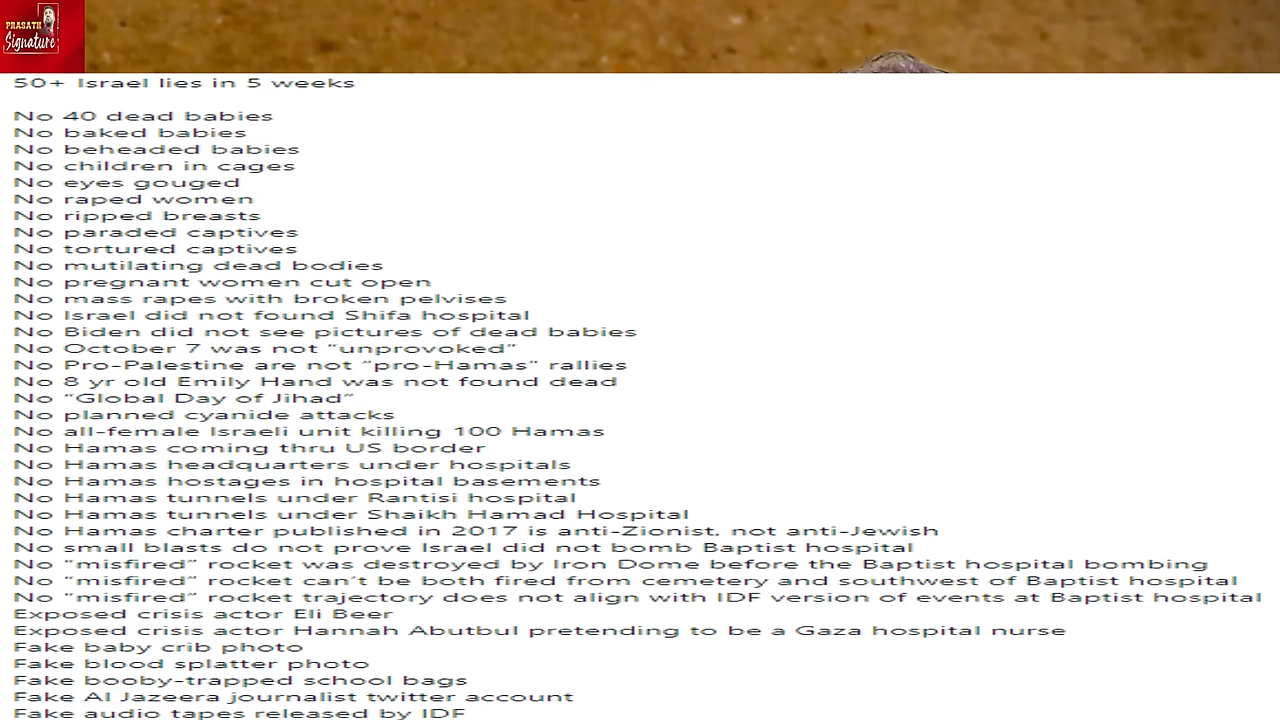 PRASATH
Signature
50+ Israel lies in 5 weeks
No 40 dead babies
No baked babies
No beheaded babies
No children in cages
No eyes gouged
No raped women
No ripped breasts
No paraded captives
No tortured captives
No mutilating dead bodies
No pregnant women cut open
No mass rapes with broken pelvises
No Israel did not found Shifa hospital
No Biden did not see pictures of dead babies
No October 7 was not “unprovoked”
No Pro-Palestine are not “pro-Hamas” rallies
No 8 yr old Emily Hand was not found dead
No “Global Day of Jihad”
No planned cyanide attacks
No all-female Israeli unit killing 100 Hamas
No Hamas coming thru US border
No Hamas headquarters under hospitals
No Hamas hostages in hospital basements
No Hamas tunnels under Rantisi hospital
No Hamas tunnels under Shaikh Hamad Hospital
No Hamas charter published in 2017 is anti-Zionist, not anti-Jewish
No small blasts do not prove Israel did not bomb Baptist hospital
No “misfired” rocket was destroyed by Iron Dome before the Baptist hospital bombing
No “misfired” rocket can’t be both fired from cemetery and southwest of Baptist hospital
No “misfired” rocket trajectory does not align with IDF version of events at Baptist hospital
Exposed crisis actor Eli Beer
Exposed crisis actor Hannah Abutbul pretending to be a Gaza hospital nurse
Fake baby crib photo
Fake blood splatter photo
Fake booby-trapped school bags
Fake Al Jazeera journalist twitter account
Fake audio tapes released by IDF